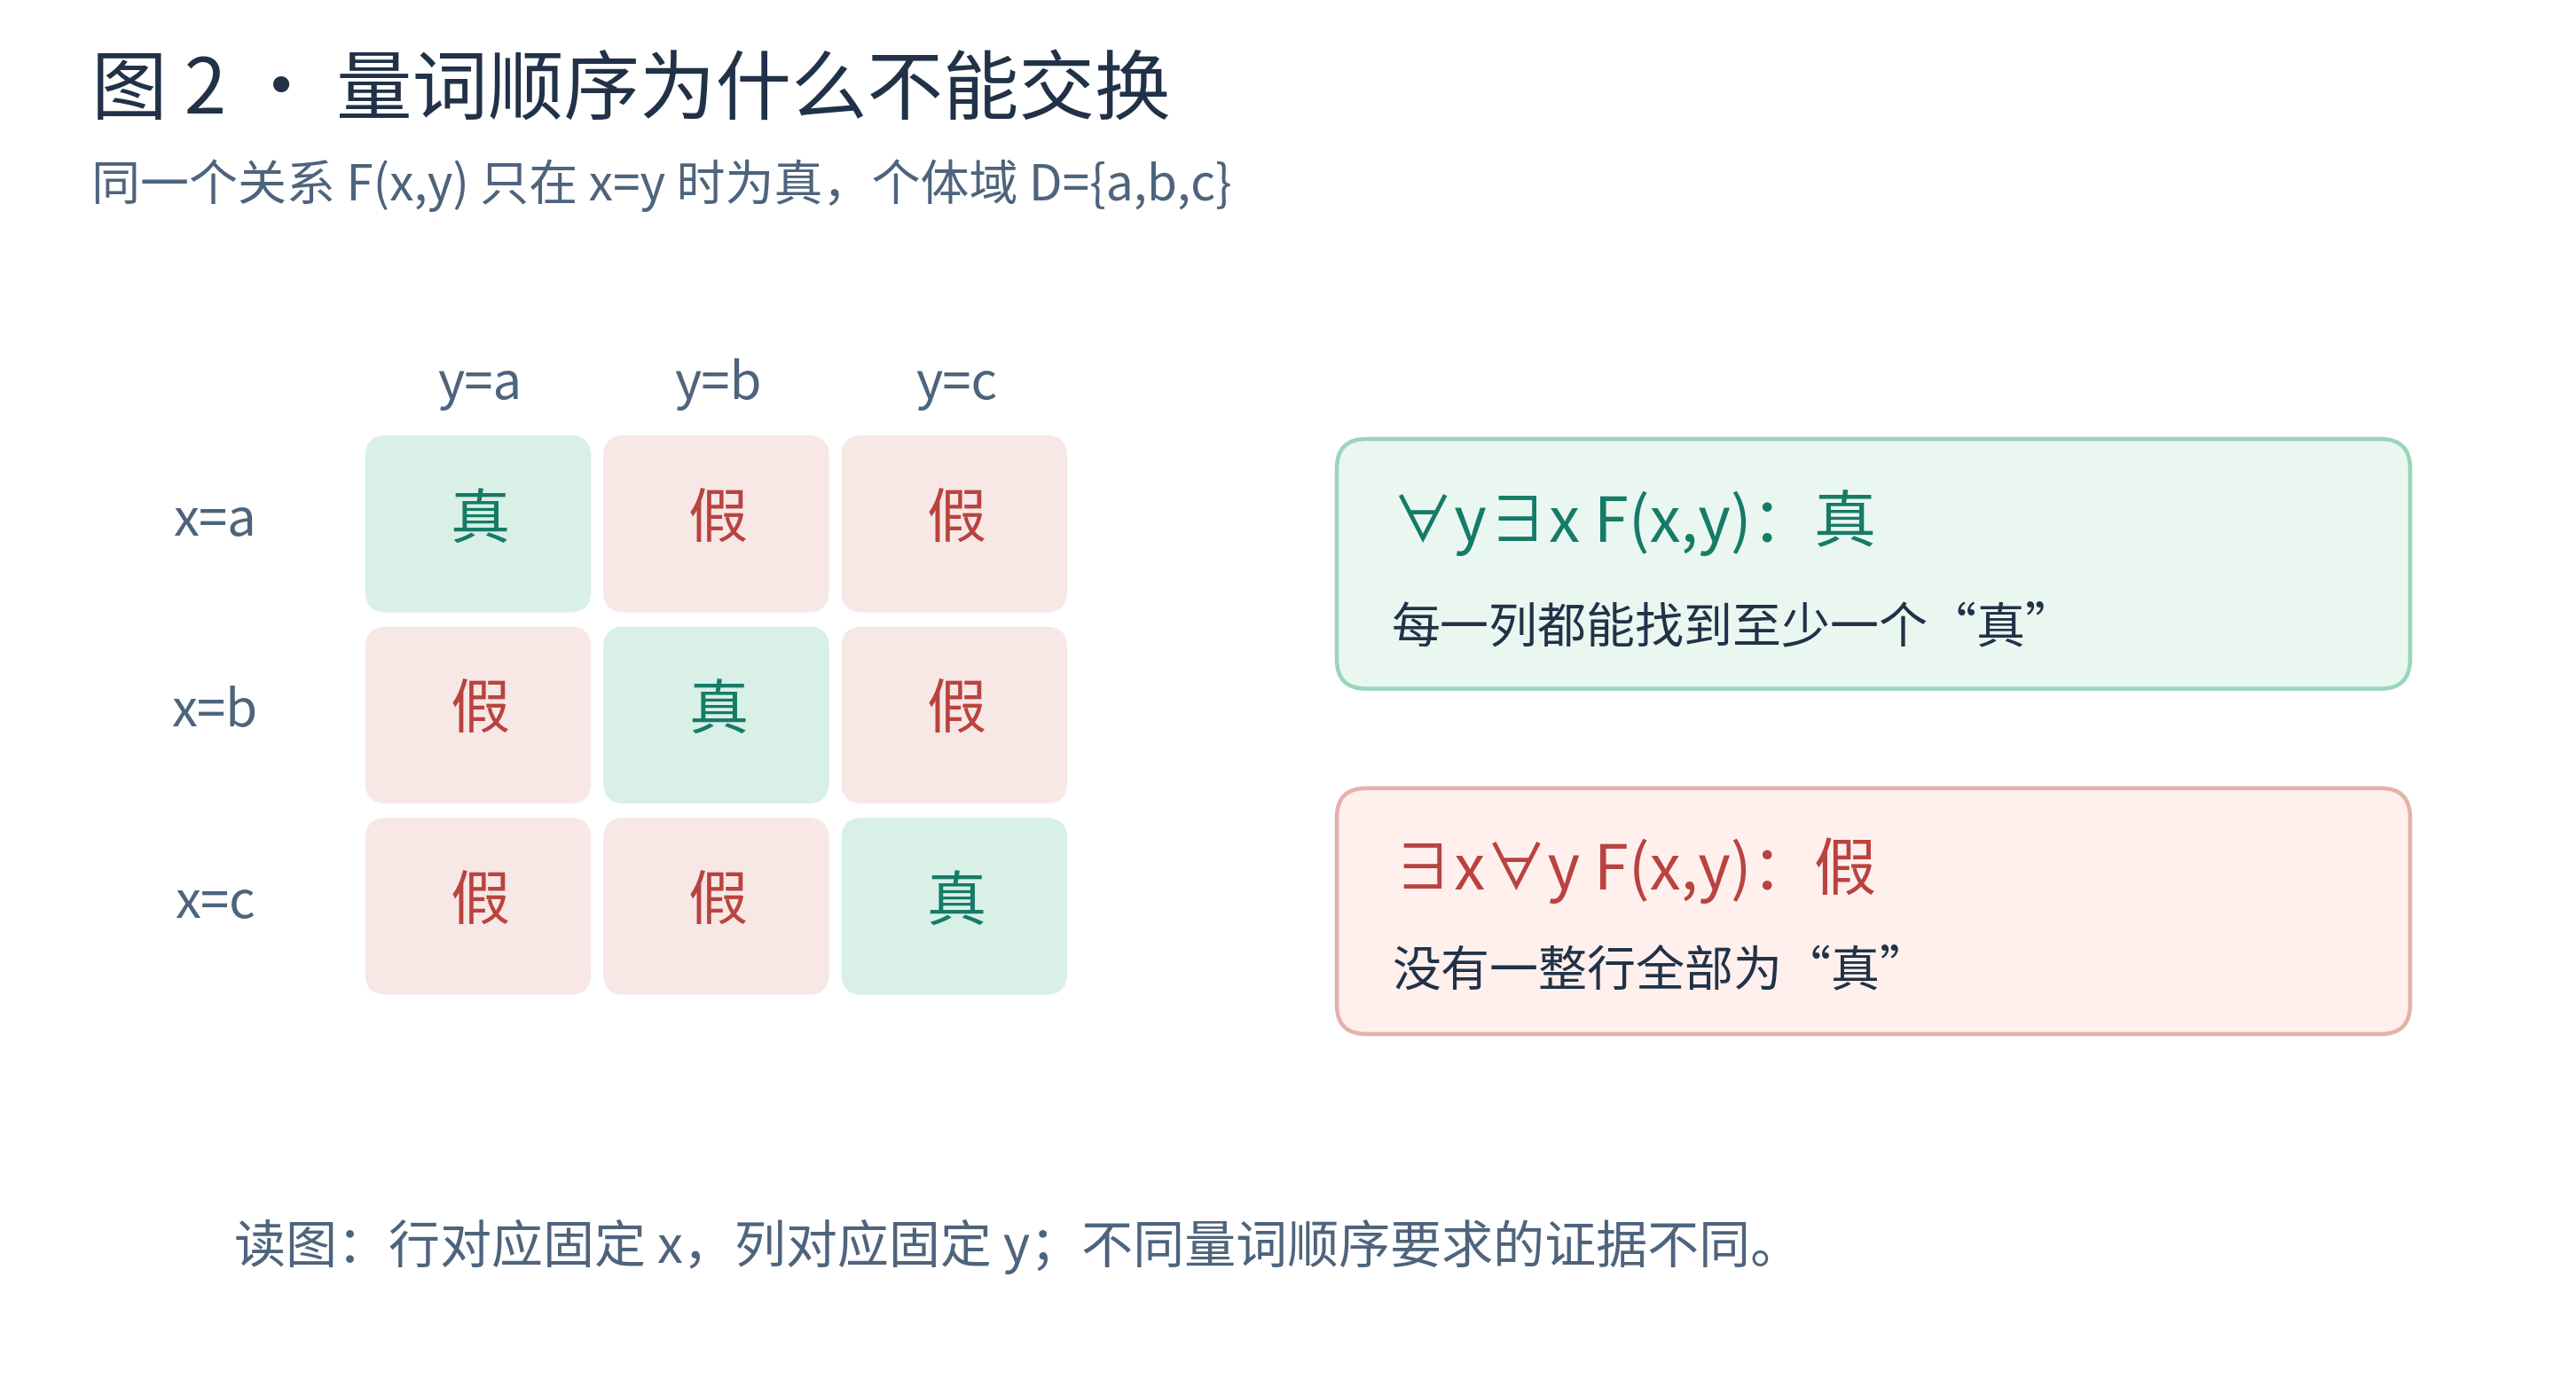 图 2 · 量词顺序为什么不能交换
同一个关系 F(x,y) 只在 x=y 时为真，个体域 D={a,b,c}
y=a y=b y=c
x=a 真 假 假
x=b 假 真 假
x=c 假 假 真
∀y∃x F(x,y)：真
每一列都能找到至少一个“真”
∃x∀y F(x,y)：假
没有一整行全部为“真”
读图：行对应固定 x，列对应固定 y；不同量词顺序要求的证据不同。